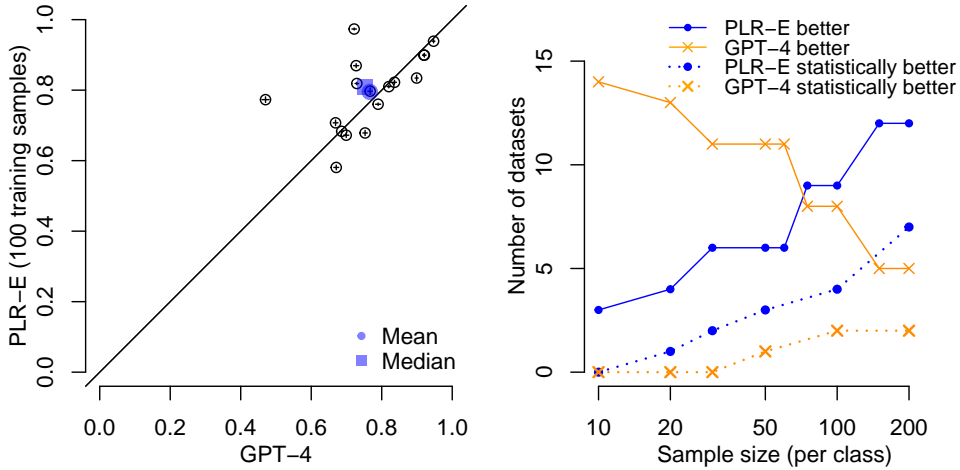 PLR−E (100 training samples)
0.0
0.2
0.4
0.6
0.8
1.0
0.0 0.2 0.4 0.6 0.8 1.0
GPT−4
Mean
Median
PLR−E better
GPT−4 better
PLR−E statistically better
GPT−4 statistically better
Number of datasets
0
5
10
15
10 20 50 100 200
Sample size (per class)